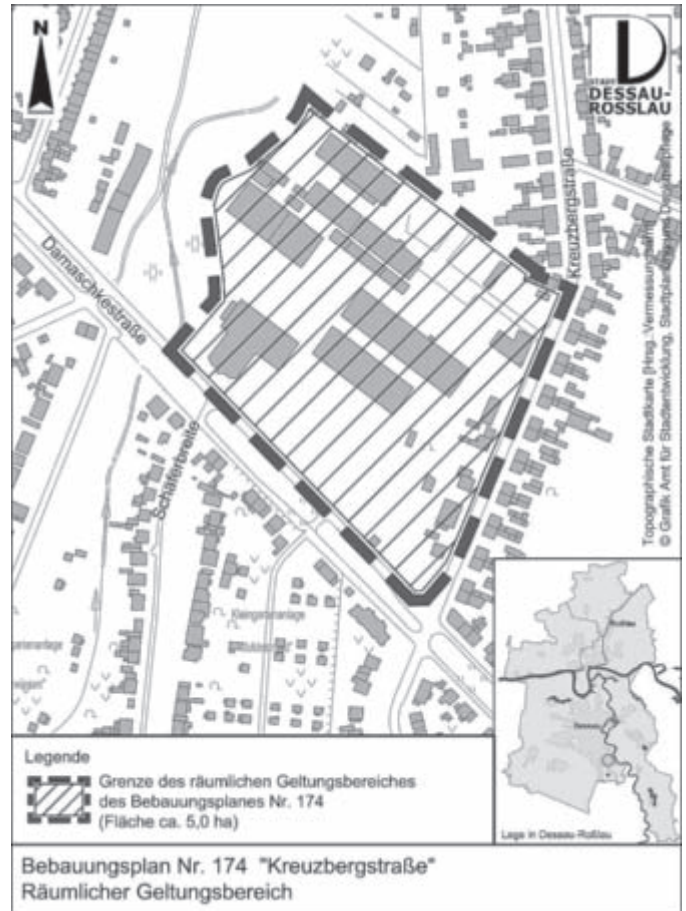 N
STADT
DESSAU-
ROSSLAU
Damaschkestraße
Schäferbreite
Kreuzbergstraße
Topographische Stadtkarte [Hrsg.:Vermessungsamt]
© Grafik Amt für Stadtentwicklung, Stadtplanung und Denkmalpflege
Kleingartenanlage
Roßlau
Dessau
Lage in Dessau-Roßlau
Legende
Grenze des räumlichen Geltungsbereiches
des Bebauungsplanes Nr. 174
(Fläche ca. 5,0 ha)
Bebauungsplan Nr. 174 "Kreuzbergstraße"
Räumlicher Geltungsbereich